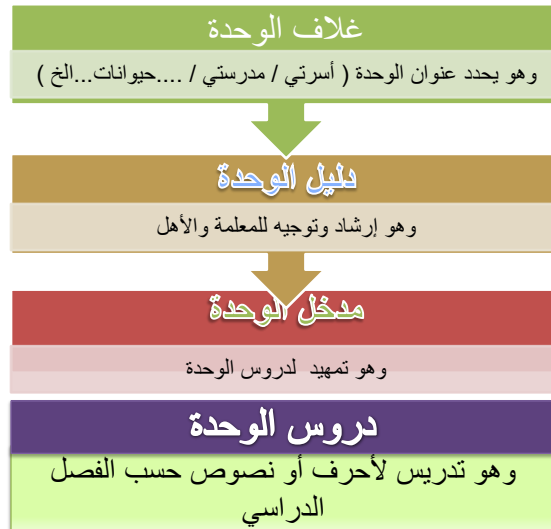 غلاف الوحدة
وهو يحدد عنوان الوحدة ( أسرتي / مدرستي / ....حيوانات...الخ )
دليل الوحدة
وهو إرشاد وتوجيه للمعلمة والأهل
مدخل الوحدة
وهو تمهيد لدروس الوحدة
دروس الوحدة
وهو تدريس لأحرف أو نصوص حسب الفصل
الدراسي